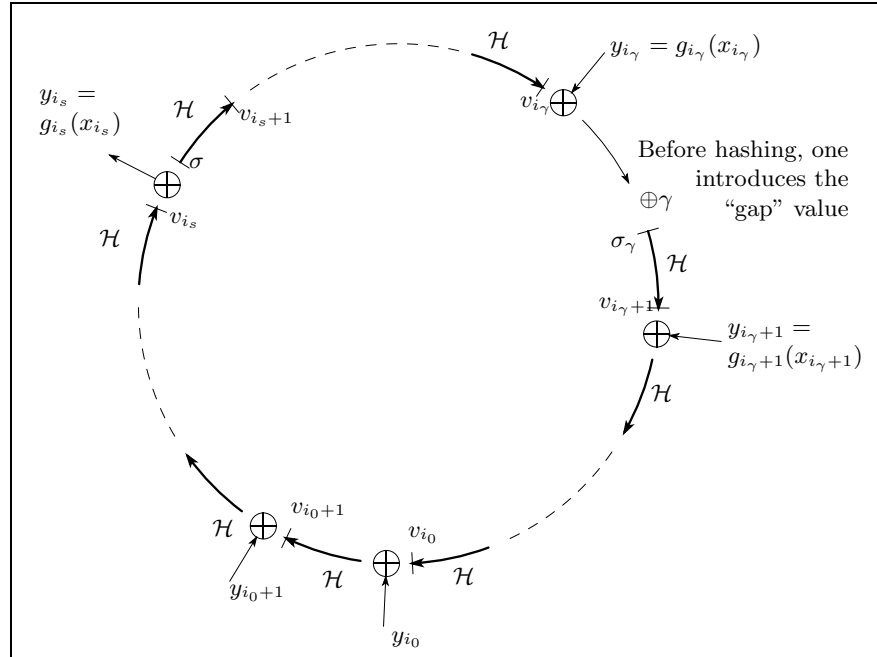 ℋ
y_{i_γ} = g_{i_γ}(x_{i_γ})
y_{i_s} =
g_{i_s}(x_{i_s})
ℋ
v_{i_s+1}
v_{i_γ}
σ
Before hashing, one
introduces the
“gap” value
⊕γ
v_{i_s}
ℋ
σ_γ
ℋ
v_{i_γ+1}
y_{i_γ+1} =
g_{i_γ+1}(x_{i_γ+1})
ℋ
v_{i_0+1}
v_{i_0}
ℋ
ℋ
ℋ
y_{i_0+1}
y_{i_0}